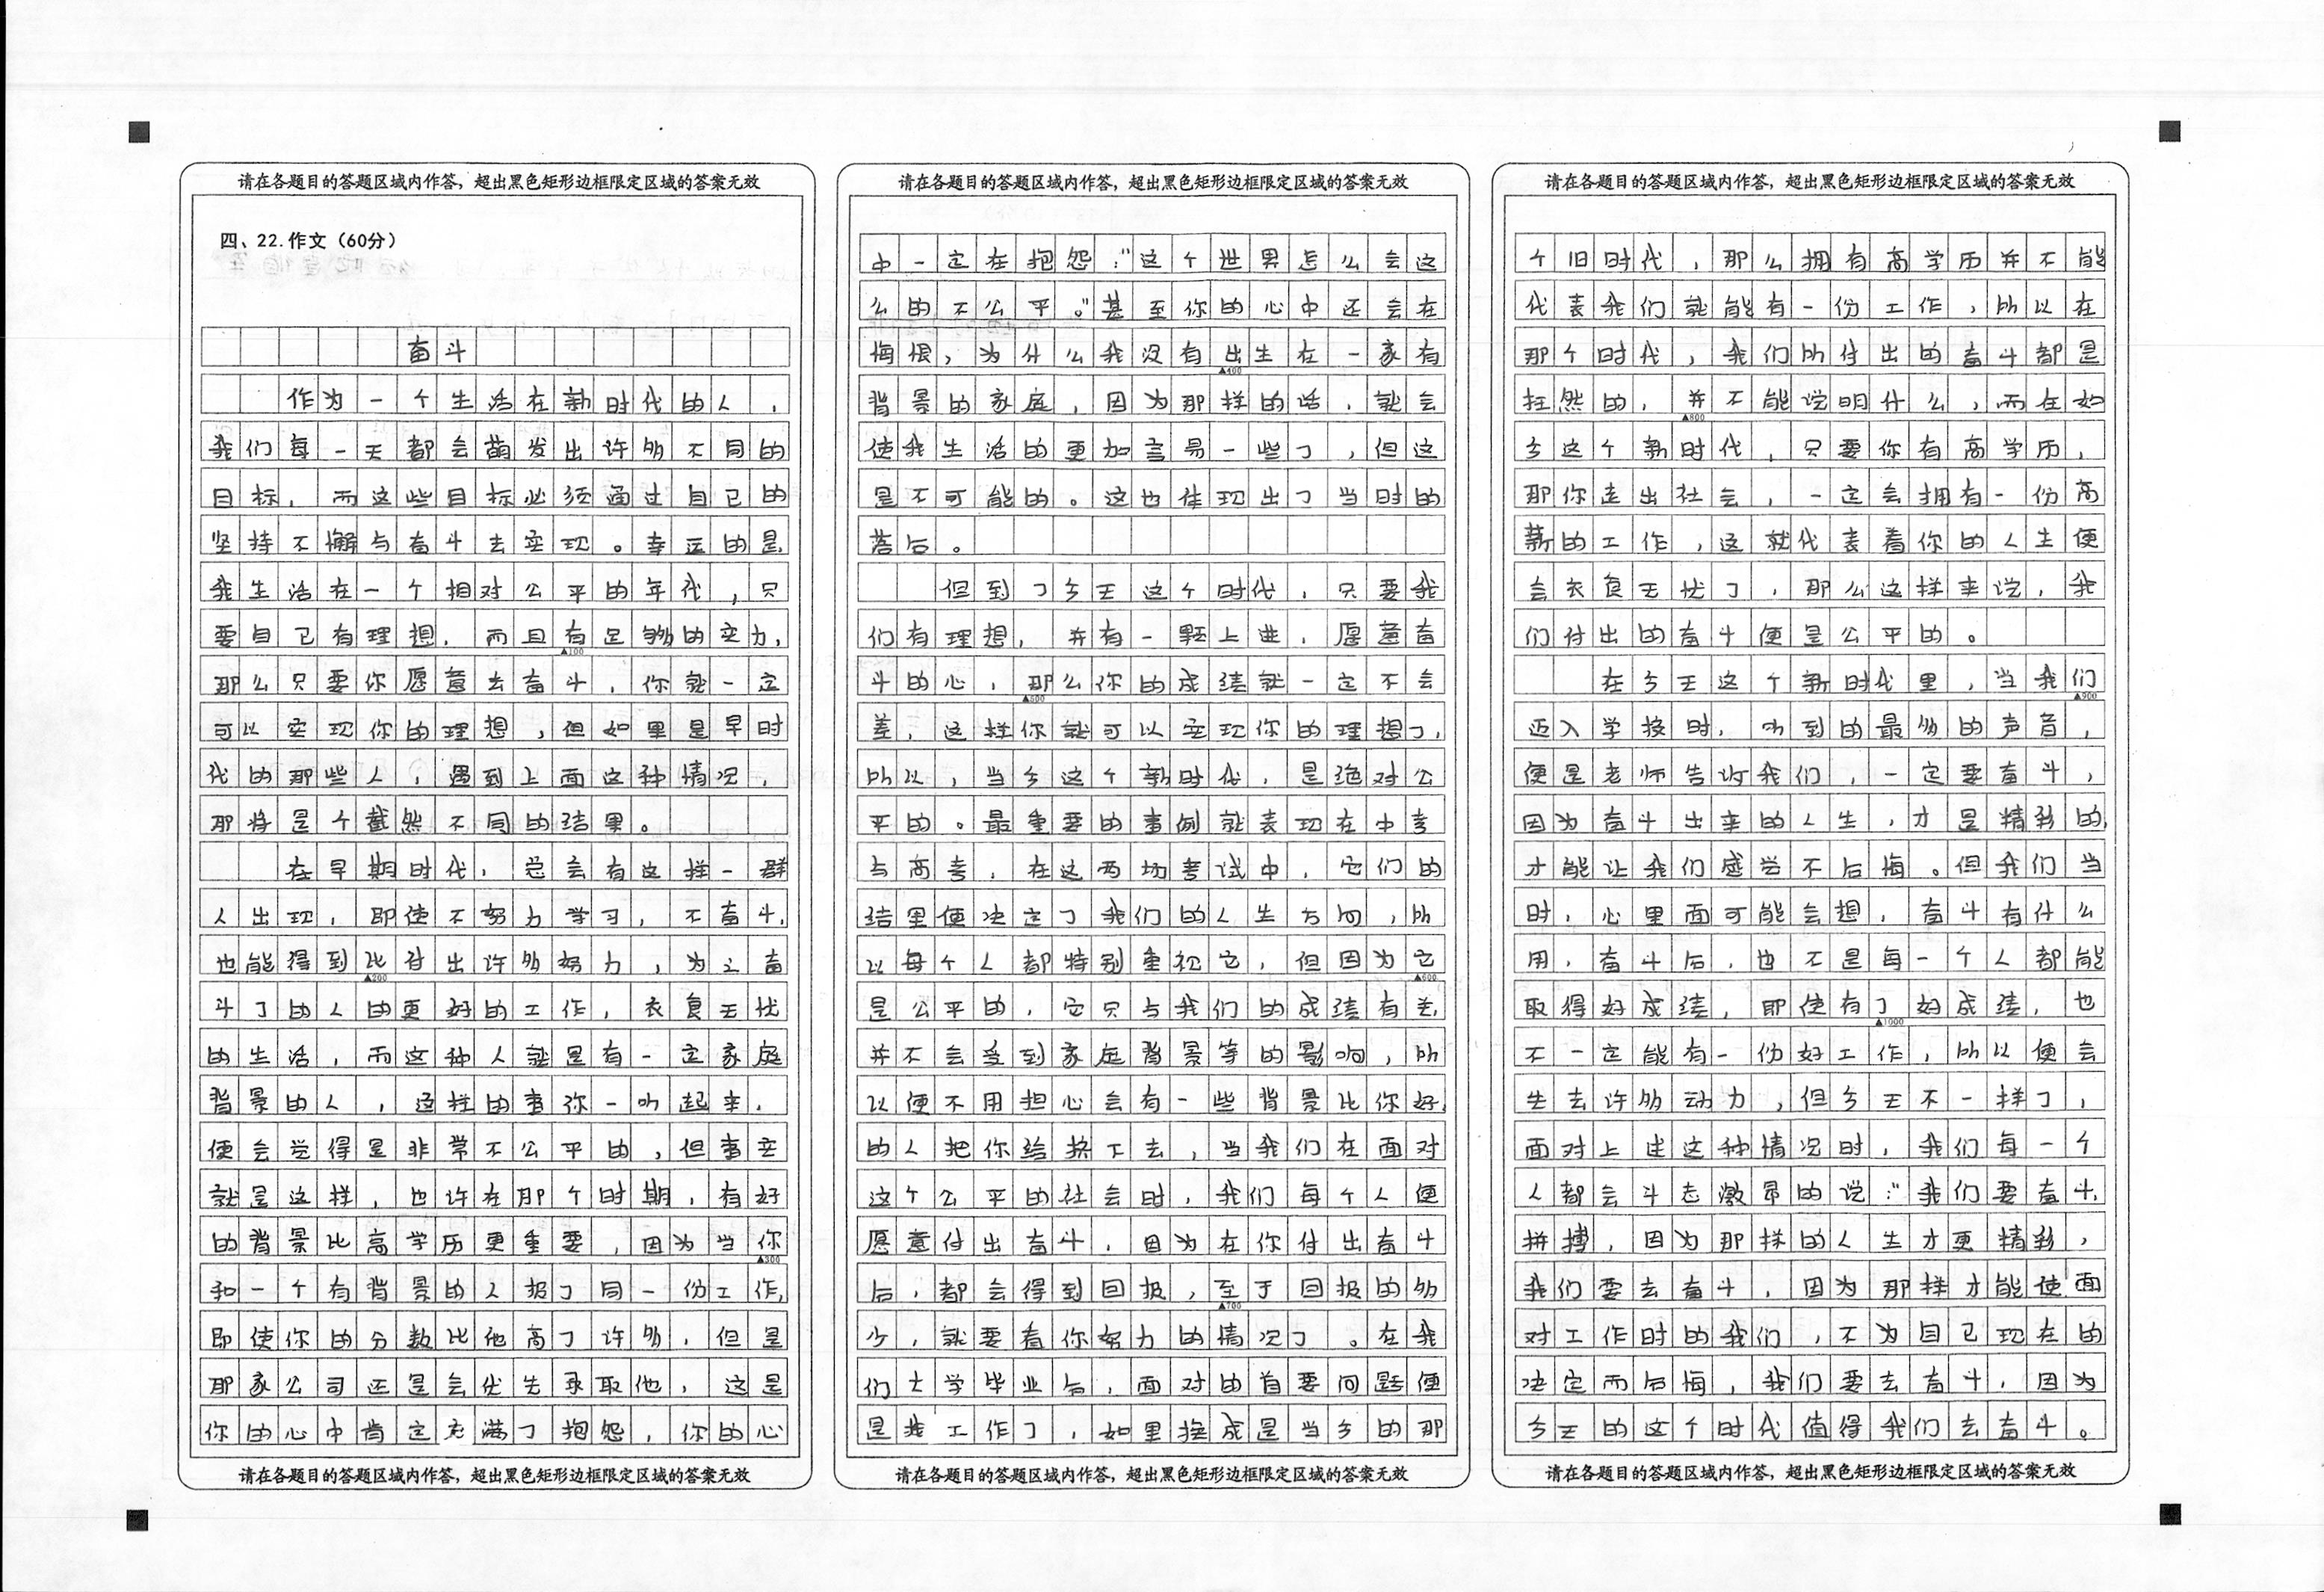 请在各题目的答题区域内作答，超出黑色矩形边框限定区域的答案无效
四、22.作文（60分）
奋斗
作为一个生活在新时代的人，
我们每一天都会萌发出许多不同的
目标，而这些目标必须通过自己的
坚持不懈与奋斗去实现。幸运的是
我生活在一个相对公平的年代，只
要自己有理想，而且有足够的实力，
▲100
那么只要你愿意去奋斗，你就一定
可以实现你的理想，但如果是早时
代的那些人，遇到上面这种情况，
那将是个截然不同的结果。
在早期时代，总会有这样一群
人出现，即使不努力学习，不奋斗，
也能得到比付出许多努力，为之奋
▲200
斗了的人的更好的工作，衣食无忧
的生活，而这种人就是有一定家庭
背景的人，这样的事你一听起来，
便会觉得是非常不公平的，但事实
就是这样，也许在那个时期，有好
的背景比高学历更重要，因为当你
▲300
和一个有背景的人报了同一份工作，
即使你的分数比他高了许多，但是
那家公司还是会优先录取他，这是
你的心中肯定充满了抱怨，你的心
请在各题目的答题区域内作答，超出黑色矩形边框限定区域的答案无效
请在各题目的答题区域内作答，超出黑色矩形边框限定区域的答案无效
中一定在抱怨："这个世界怎么会这
么的不公平。"甚至你的心中还会在
悔恨，为什么我没有出生在一家有
▲400
背景的家庭，因为那样的话，就会
使我生活的更加容易一些了，但这
是不可能的。这也体现出了当时的
落后。
但到了今天这个时代，只要我
们有理想，并有一颗上进，愿意奋
斗的心，那么你的成绩就一定不会
▲500
差，这样你就可以实现你的理想了，
所以，当今这个新时代，是绝对公
平的。最重要的事例就表现在中考
与高考，在这两场考试中，它们的
结果便决定了我们的人生方向，所
以每个人都特别重视它，但因为它
▲600
是公平的，它只与我们的成绩有关，
并不会受到家庭背景等的影响，所
以便不用担心会有一些背景比你好，
的人把你给挤下去，当我们在面对
这个公平的社会时，我们每个人便
愿意付出奋斗，因为在你付出奋斗
后，都会得到回报，至于回报的多
▲700
少，就要看你努力的情况了。在我
们大学毕业后，面对的首要问题便
是找工作了，如果换成是当今的那
请在各题目的答题区域内作答，超出黑色矩形边框限定区域的答案无效
请在各题目的答题区域内作答，超出黑色矩形边框限定区域的答案无效
个旧时代，那么拥有高学历并不能
代表我们就能有一份工作，所以在
那个时代，我们所付出的奋斗都是
枉然的，并不能说明什么，而在如
▲800
今这个新时代，只要你有高学历，
那你走出社会，一定会拥有一份高
薪的工作，这就代表着你的人生便
会衣食无忧了，那么这样来说，我
们付出的奋斗便是公平的。
在今天这个新时代里，当我们
▲900
迈入学校时，听到的最多的声音，
便是老师告诉我们，一定要奋斗，
因为奋斗出来的人生，才是精彩的，
才能让我们感觉不后悔。但我们当
时，心里面可能会想，奋斗有什么
用，奋斗后，也不是每一个人都能
取得好成绩，即使有了好成绩，也
▲1000
不一定能有一份好工作，所以便会
失去许多动力，但今天不一样了，
面对上述这种情况时，我们每一个
人都会斗志激昂的说："我们要奋斗，
拼搏，因为那样的人生才更精彩，
我们要去奋斗，因为那样才能使面
对工作时的我们，不为自己现在的
决定而后悔，我们要去奋斗，因为
今天的这个时代值得我们去奋斗。
请在各题目的答题区域内作答，超出黑色矩形边框限定区域的答案无效